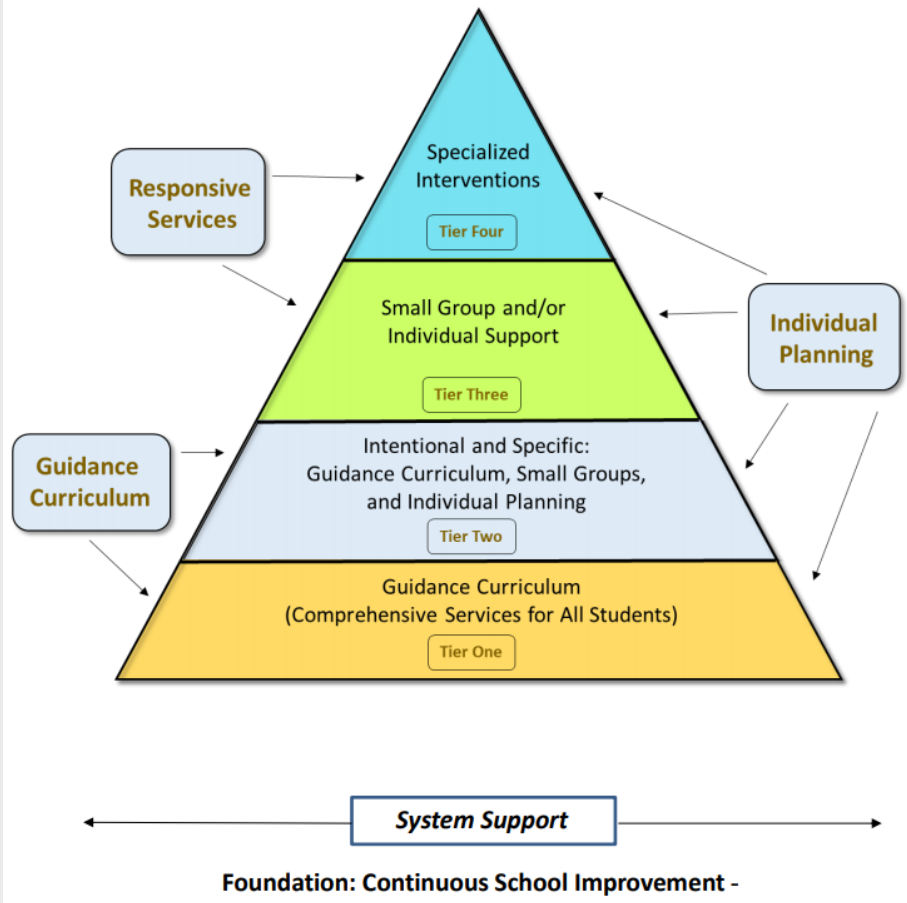 Specialized
Interventions
Tier Four
Responsive
Services
Small Group and/or
Individual Support
Tier Three
Individual
Planning
Intentional and Specific:
Guidance Curriculum, Small Groups,
and Individual Planning
Tier Two
Guidance
Curriculum
Guidance Curriculum
(Comprehensive Services for All Students)
Tier One
System Support
Foundation: Continuous School Improvement -